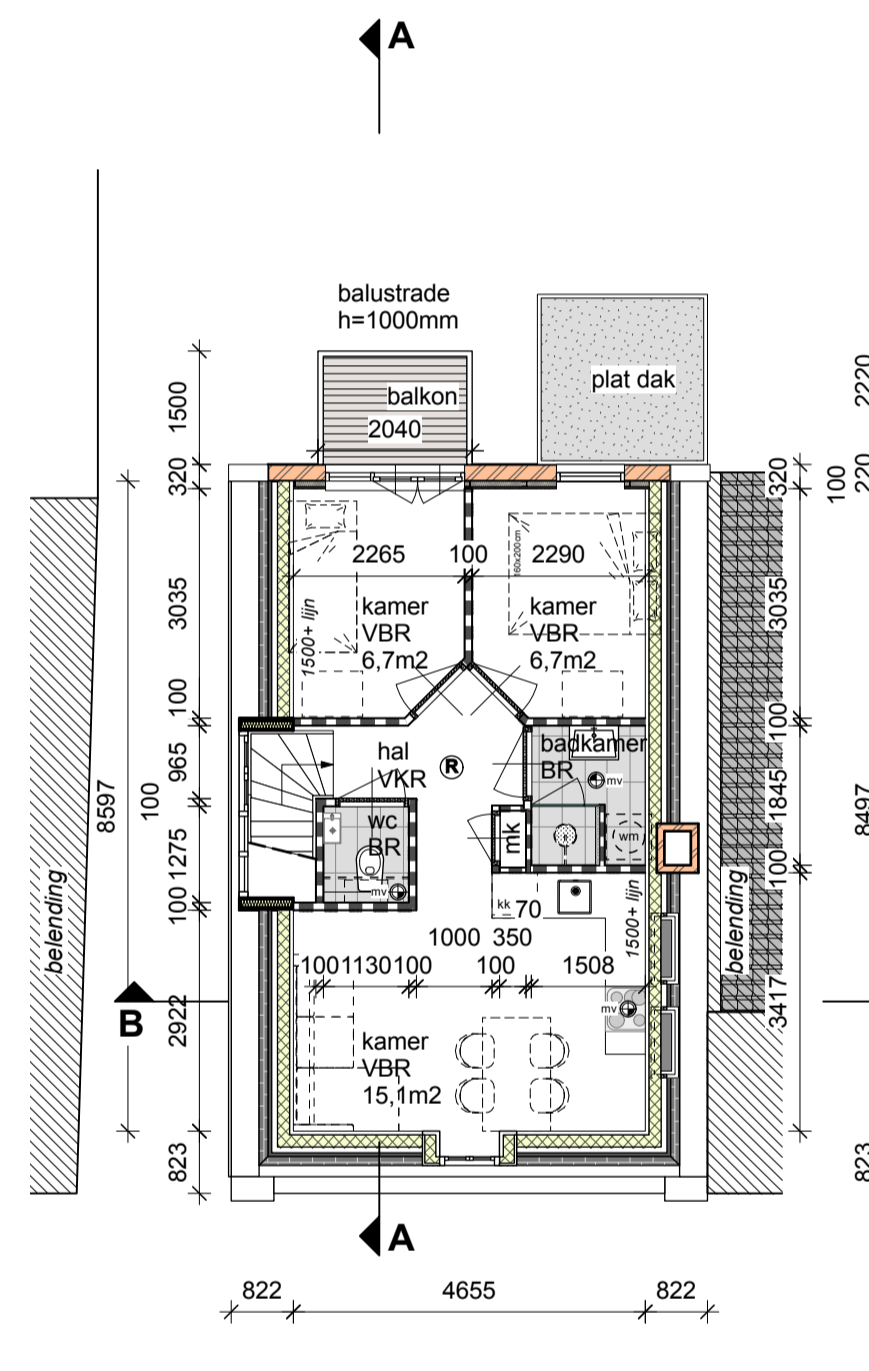 A
balustrade
h=1000mm
balkon
2040
plat dak
1500
320
2220
220
100
320
2265
100
2290
160x200cm
3035
1500+ lijn
kamer
VBR
6,7m2
kamer
VBR
6,7m2
3035
100
100
965
hal
VKR
R
badkamer
BR
mv
1845
8597
100
8497
wc
BR
mk
wm
1275
100
mv
100
belending
belending
kk
70
1500+ lijn
1000
350
100
1130
100
100
1508
B
2922
mv
3417
kamer
VBR
15,1m2
823
823
A
822
4655
822